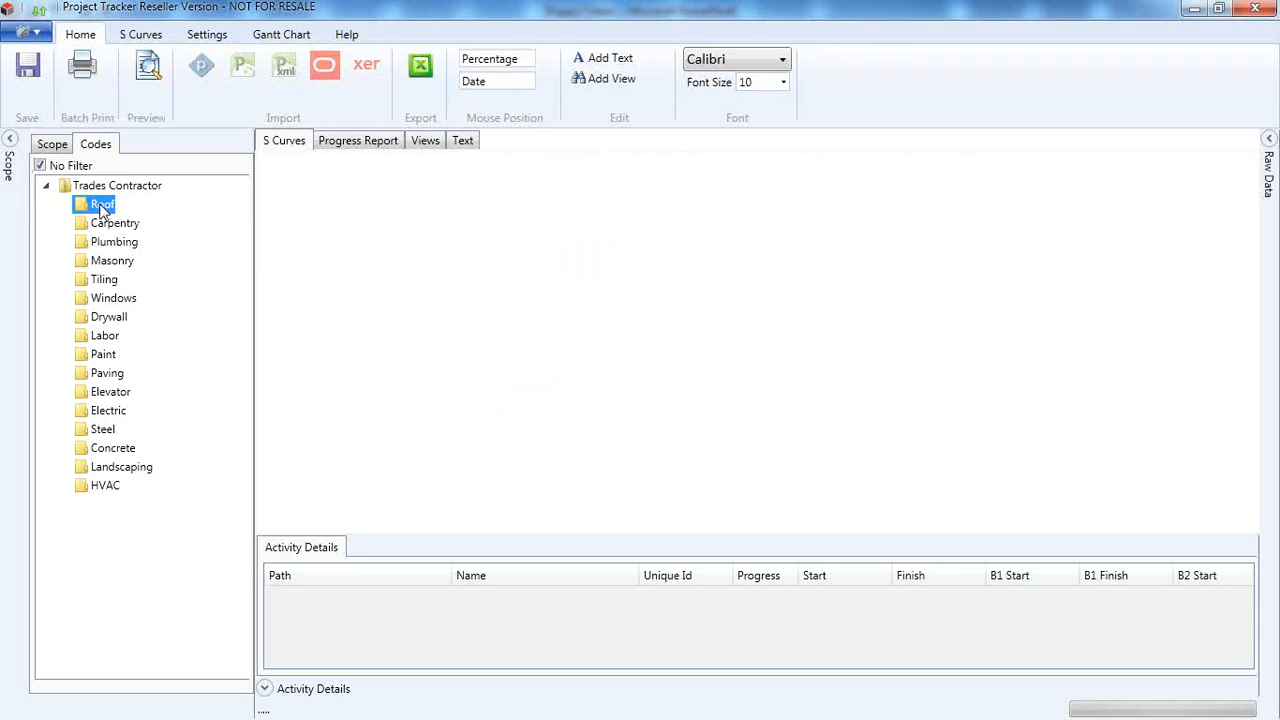 Project Tracker Reseller Version - NOT FOR RESALE
Home
S Curves
Settings
Gantt Chart
Help
P
P
P xml
xer
Percentage
Date
Add Text
Add View
Calibri
Font Size 10
Save
Batch Print
Preview
Import
Export
Mouse Position
Edit
Font
Scope
Scope
Codes
No Filter
Trades Contractor
Roof
Carpentry
Plumbing
Masonry
Tiling
Windows
Drywall
Labor
Paint
Paving
Elevator
Electric
Steel
Concrete
Landscaping
HVAC
S Curves
Progress Report
Views
Text
Raw Data
Activity Details
Path
Name
Unique Id
Progress
Start
Finish
B1 Start
B1 Finish
B2 Start
Activity Details
.....